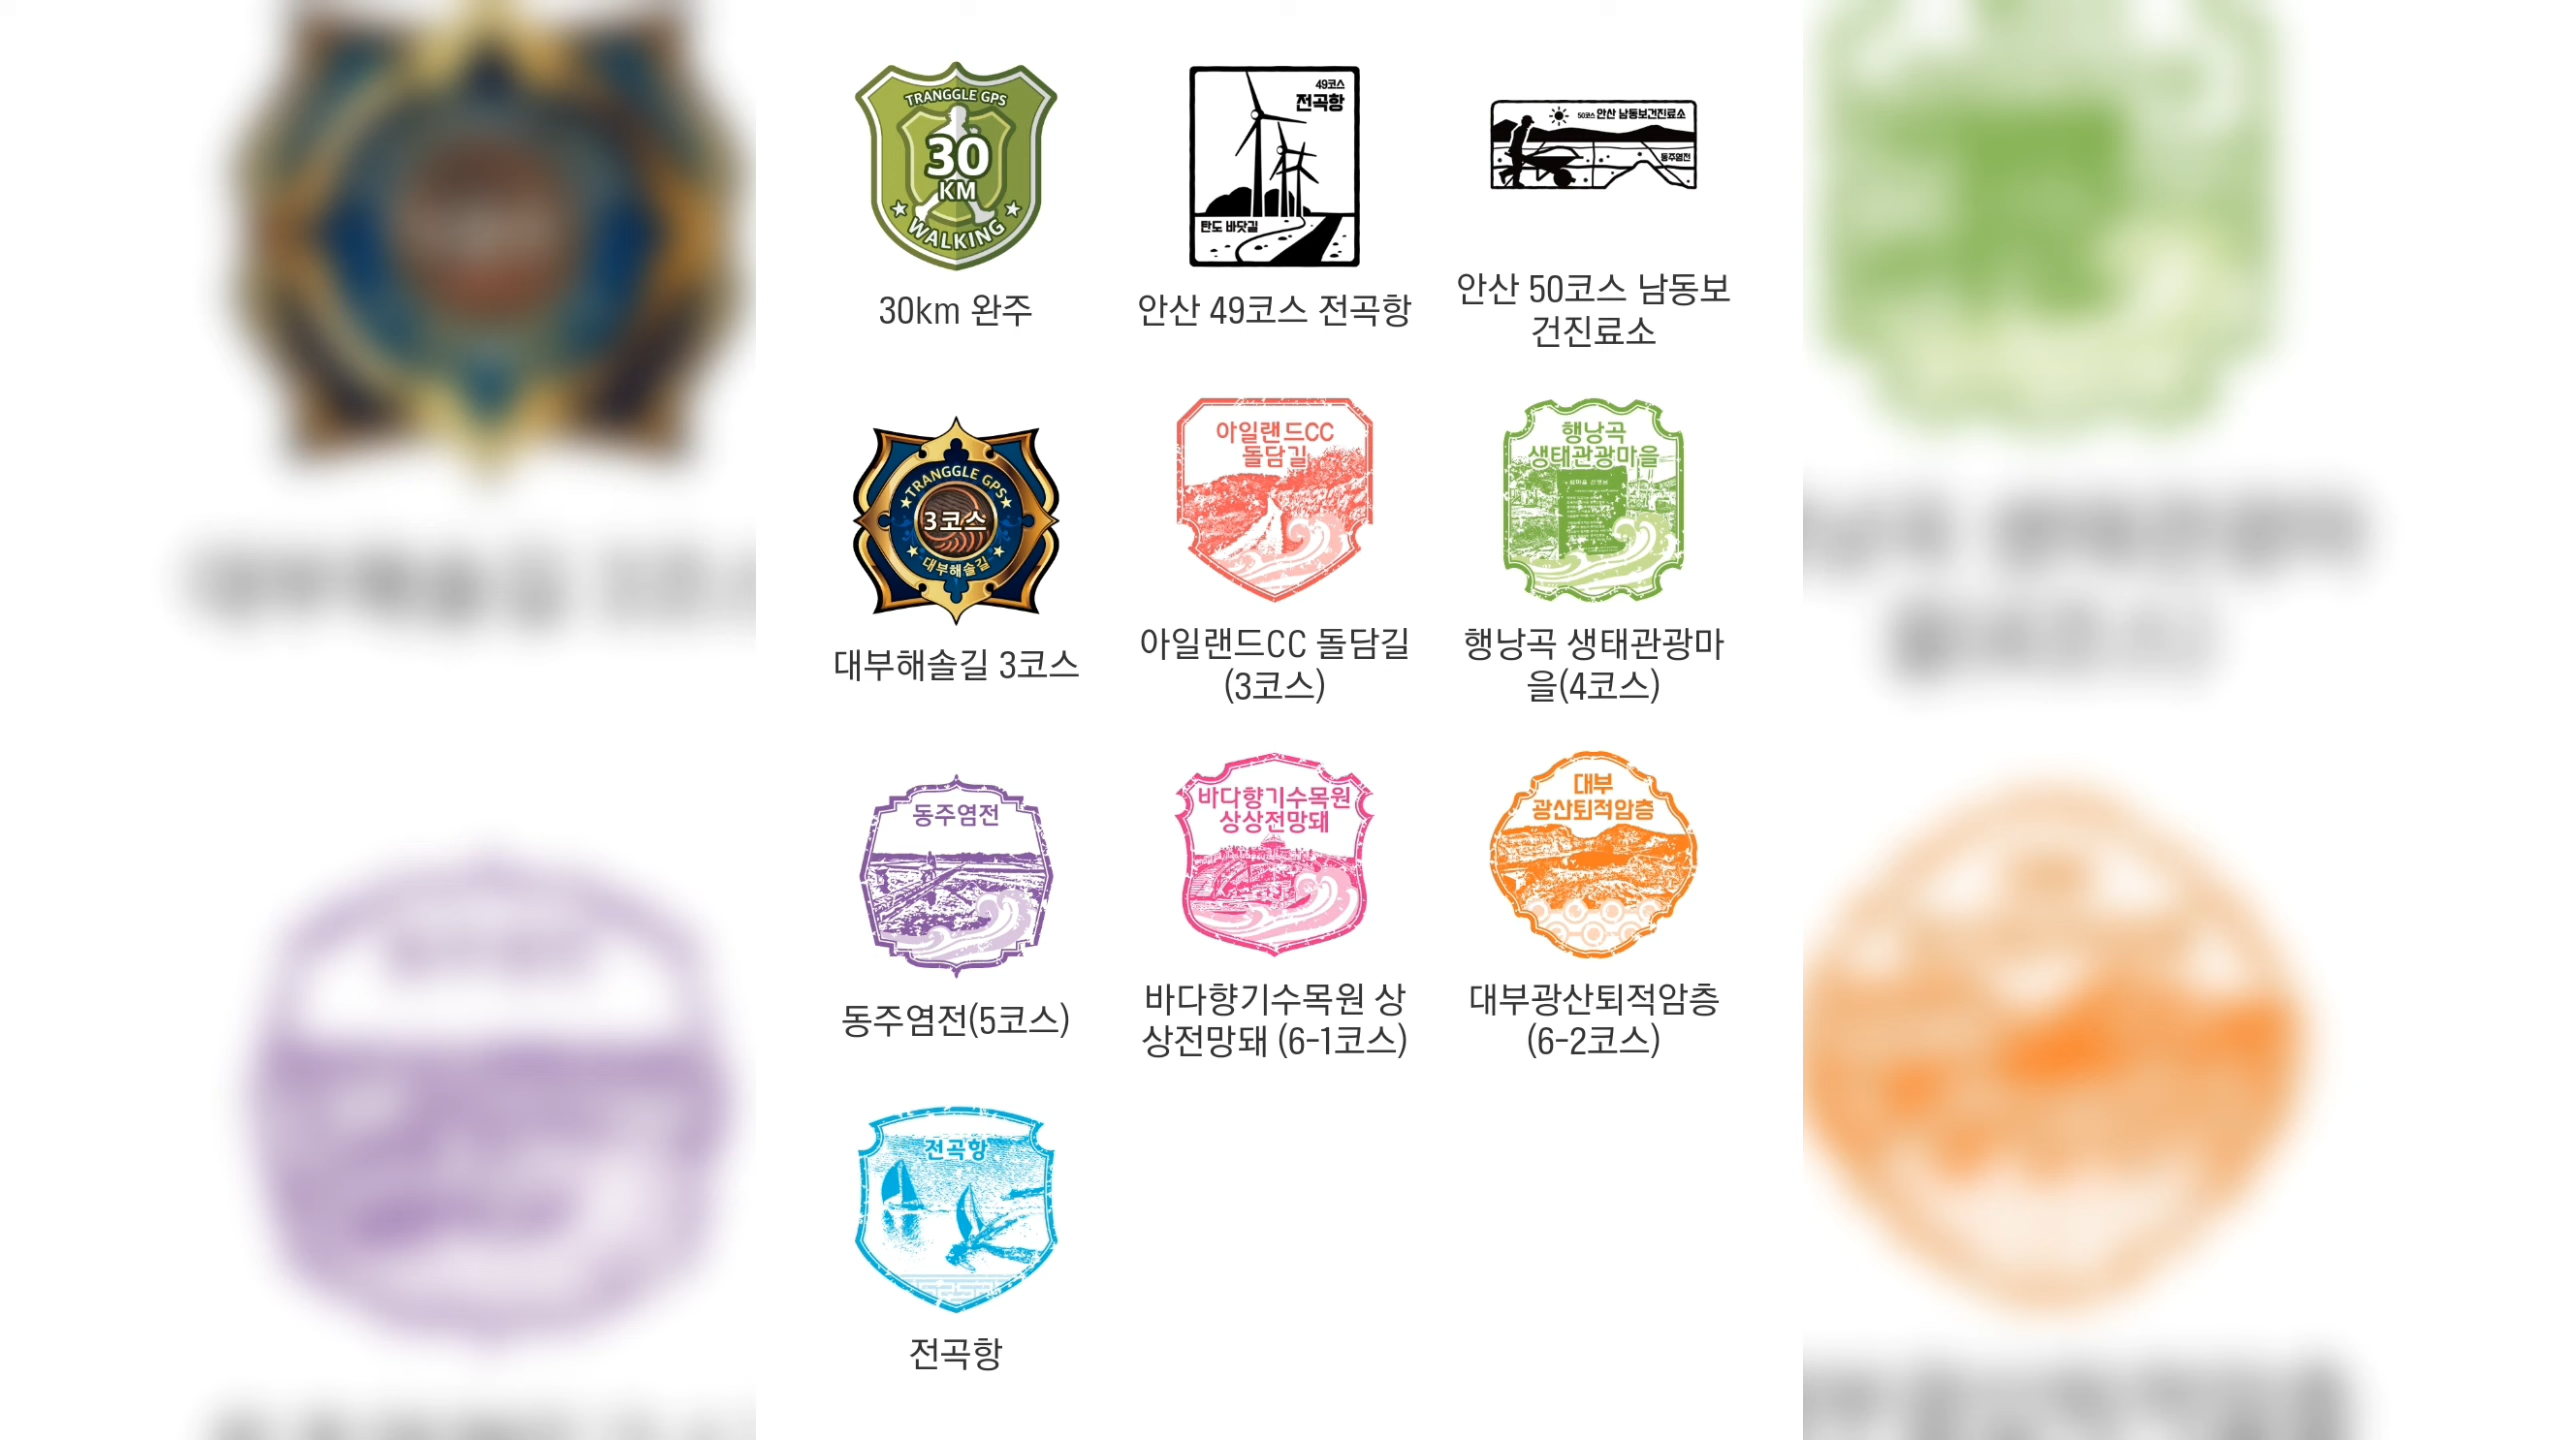 TRANGGLE GPS
30
KM
WALKING
30km 완주
49코스
전곡항
탄도 바닷길
안산 49코스 전곡항
50코스 안산 남동보건진료소
동주염전
안산 50코스 남동보
건진료소
TRANGGLE GPS
3코스
대부해솔길
대부해솔길 3코스
아일랜드CC
돌담길
아일랜드CC 돌담길
(3코스)
행낭곡
생태관광마을
행낭곡 생태관광마
을(4코스)
동주염전
동주염전(5코스)
바다향기수목원
상상전망돼
바다향기수목원 상
상전망돼 (6-1코스)
대부
광산퇴적암층
대부광산퇴적암층
(6-2코스)
전곡항
전곡항